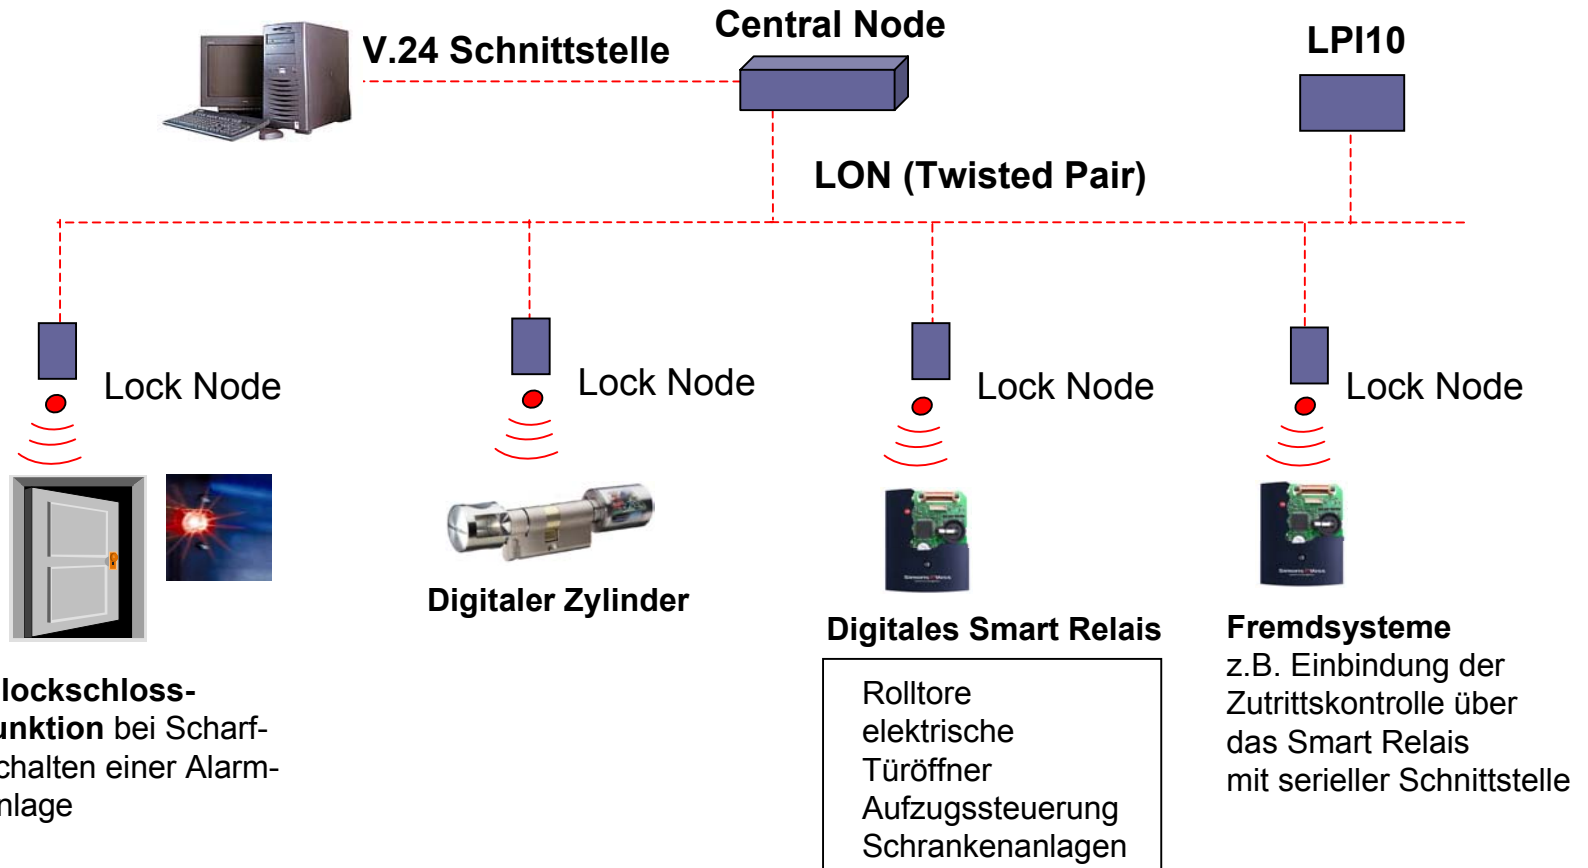 V.24 Schnittstelle
Central Node
LPI10
LON (Twisted Pair)
Lock Node
Lock Node
Lock Node
Lock Node
Digitaler Zylinder
Digitales Smart Relais
Rolltore
elektrische
Türöffner
Aufzugssteuerung
Schrankenanlagen
Fremdsysteme
z.B. Einbindung der
Zutrittskontrolle über
das Smart Relais
mit serieller Schnittstelle
lockschloss-
unktion bei Scharf-
chalten einer Alarm-
nlage